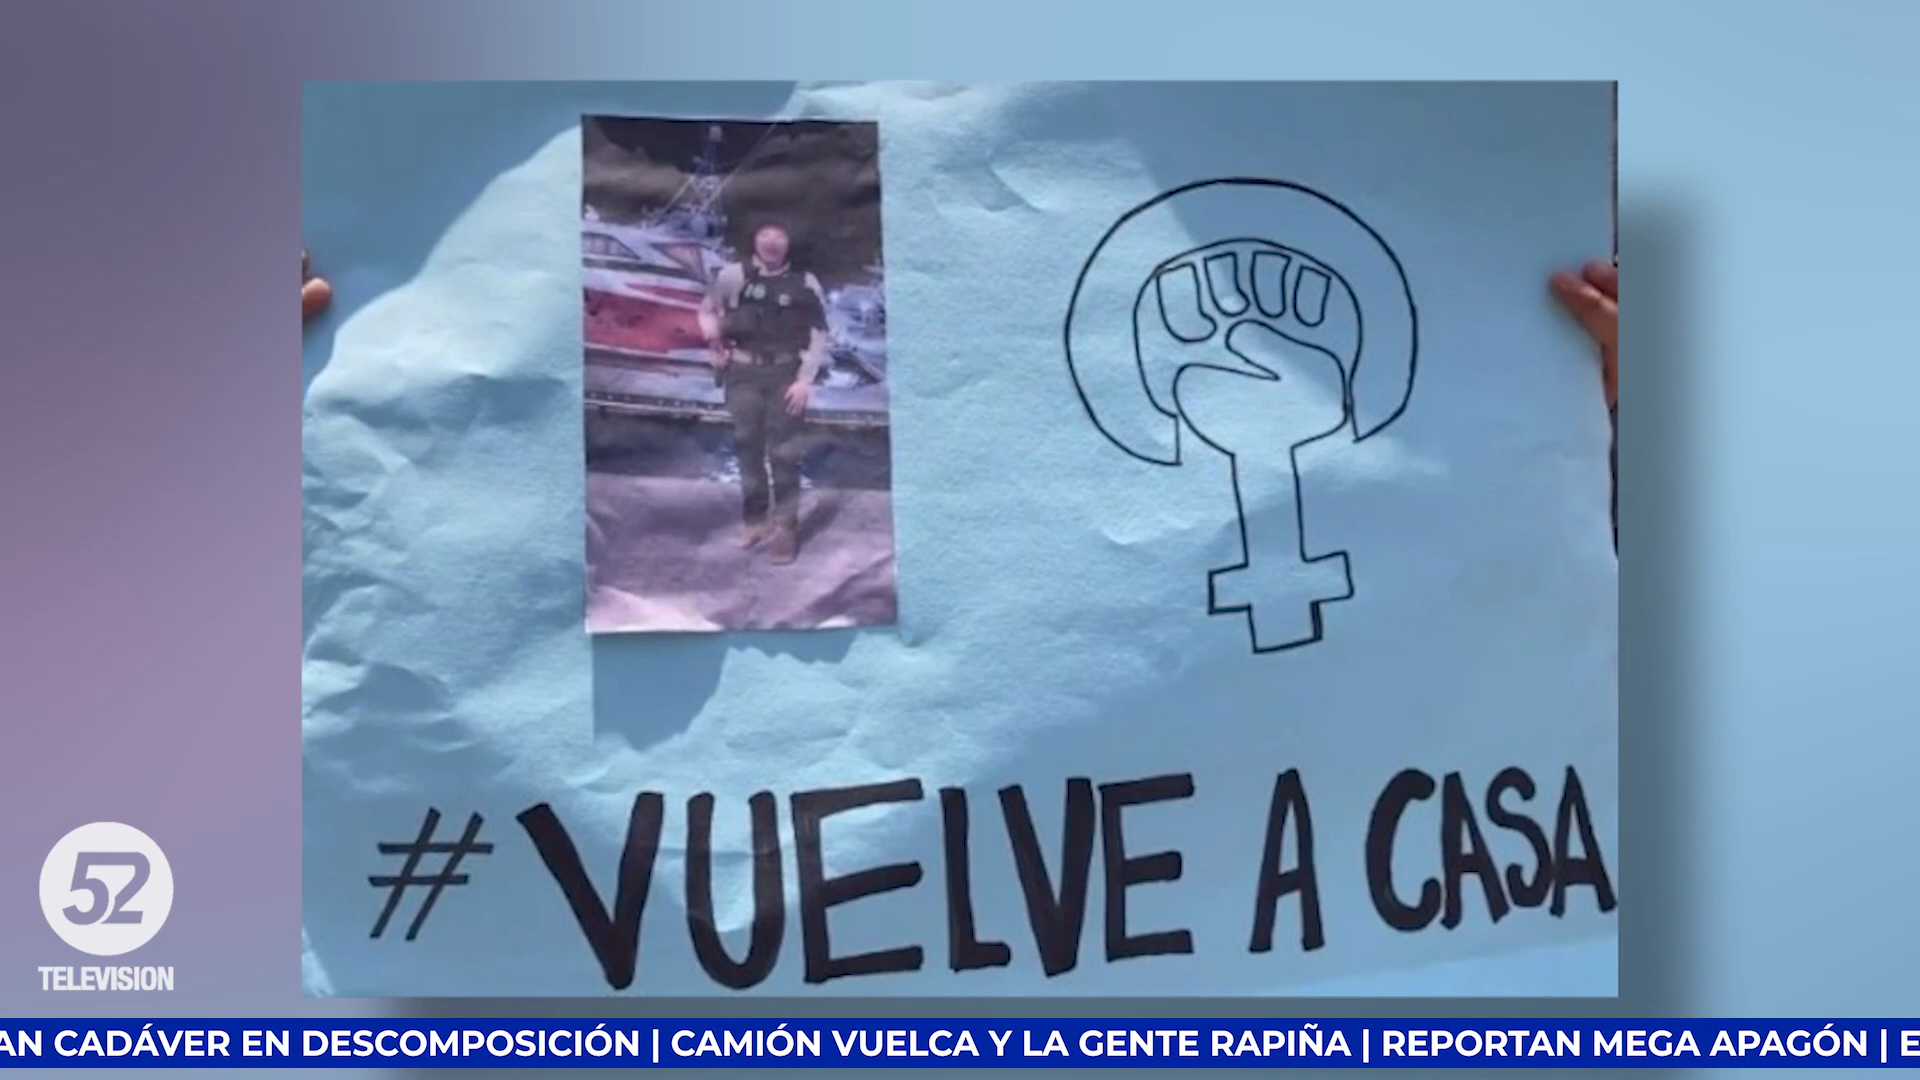 #VUELVE A CASA
52
TELEVISION
AN CADÁVER EN DESCOMPOSICIÓN | CAMIÓN VUELCA Y LA GENTE RAPIÑA | REPORTAN MEGA APAGÓN | E